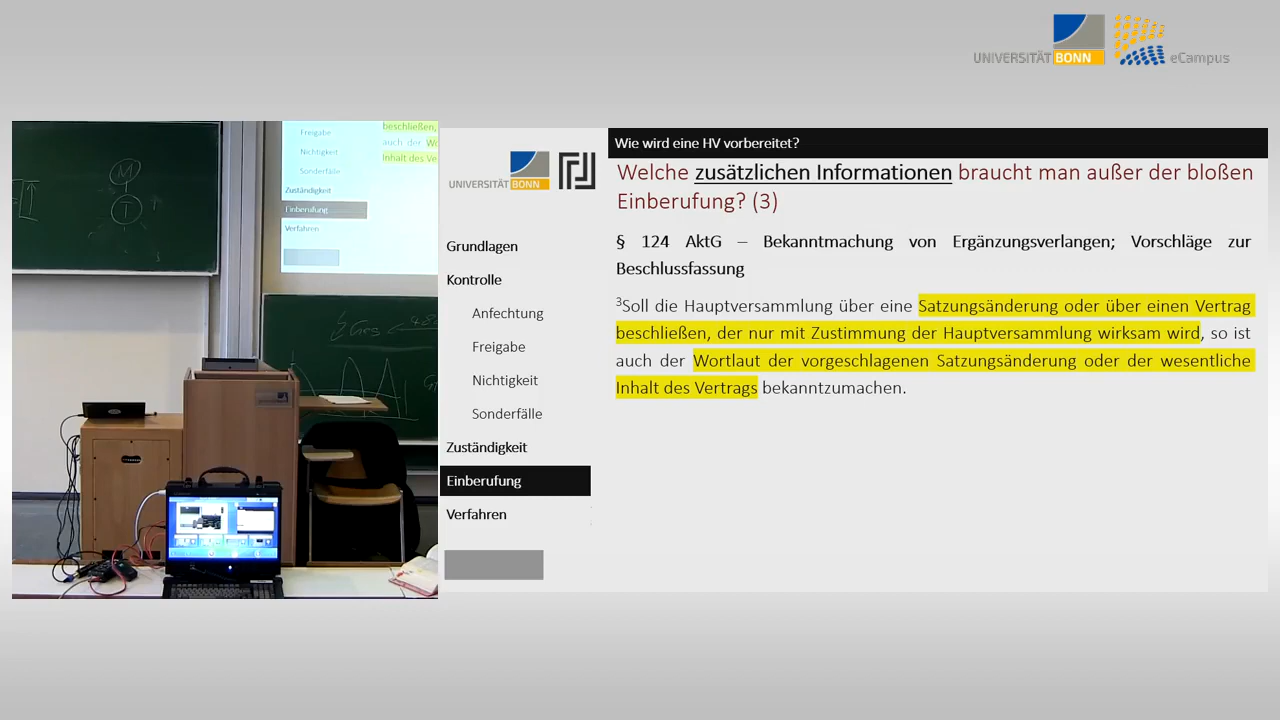 UNIVERSITÄT BONN
eCampus
Freigabe
Nichtigkeit
Sonderfälle
Zuständigkeit
Einberufung
Verfahren
beschließen,
auch der
Inhalt des
M
T
UNIVERSITÄT BONN
Grundlagen
Kontrolle
Anfechtung
Freigabe
Nichtigkeit
Sonderfälle
Zuständigkeit
Einberufung
Verfahren
Wie wird eine HV vorbereitet?
Welche zusätzlichen Informationen braucht man außer der bloßen
Einberufung? (3)
§ 124 AktG – Bekanntmachung von Ergänzungsverlangen; Vorschläge zur
Beschlussfassung
³Soll die Hauptversammlung über eine Satzungsänderung oder über einen Vertrag
beschließen, der nur mit Zustimmung der Hauptversammlung wirksam wird, so ist
auch der Wortlaut der vorgeschlagenen Satzungsänderung oder der wesentliche
Inhalt des Vertrags bekanntzumachen.